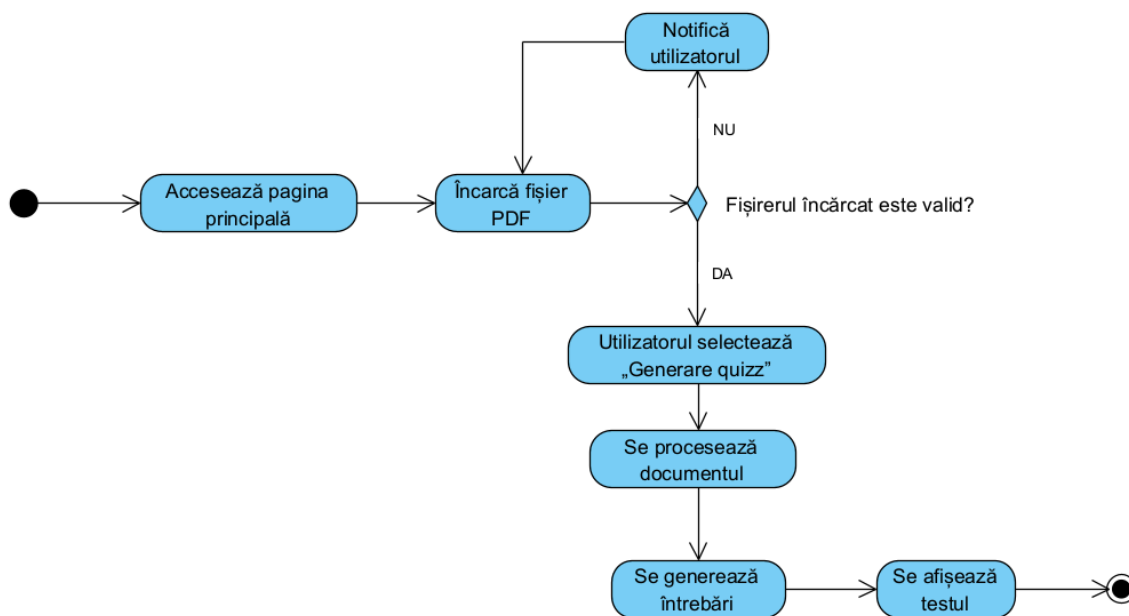 Notifică
utilizatorul
NU
Accesează pagina
principală
Încarcă fișier
PDF
Fișirerul încărcat este valid?
DA
Utilizatorul selectează
„Generare quizz”
Se procesează
documentul
Se generează
întrebări
Se afișează
testul